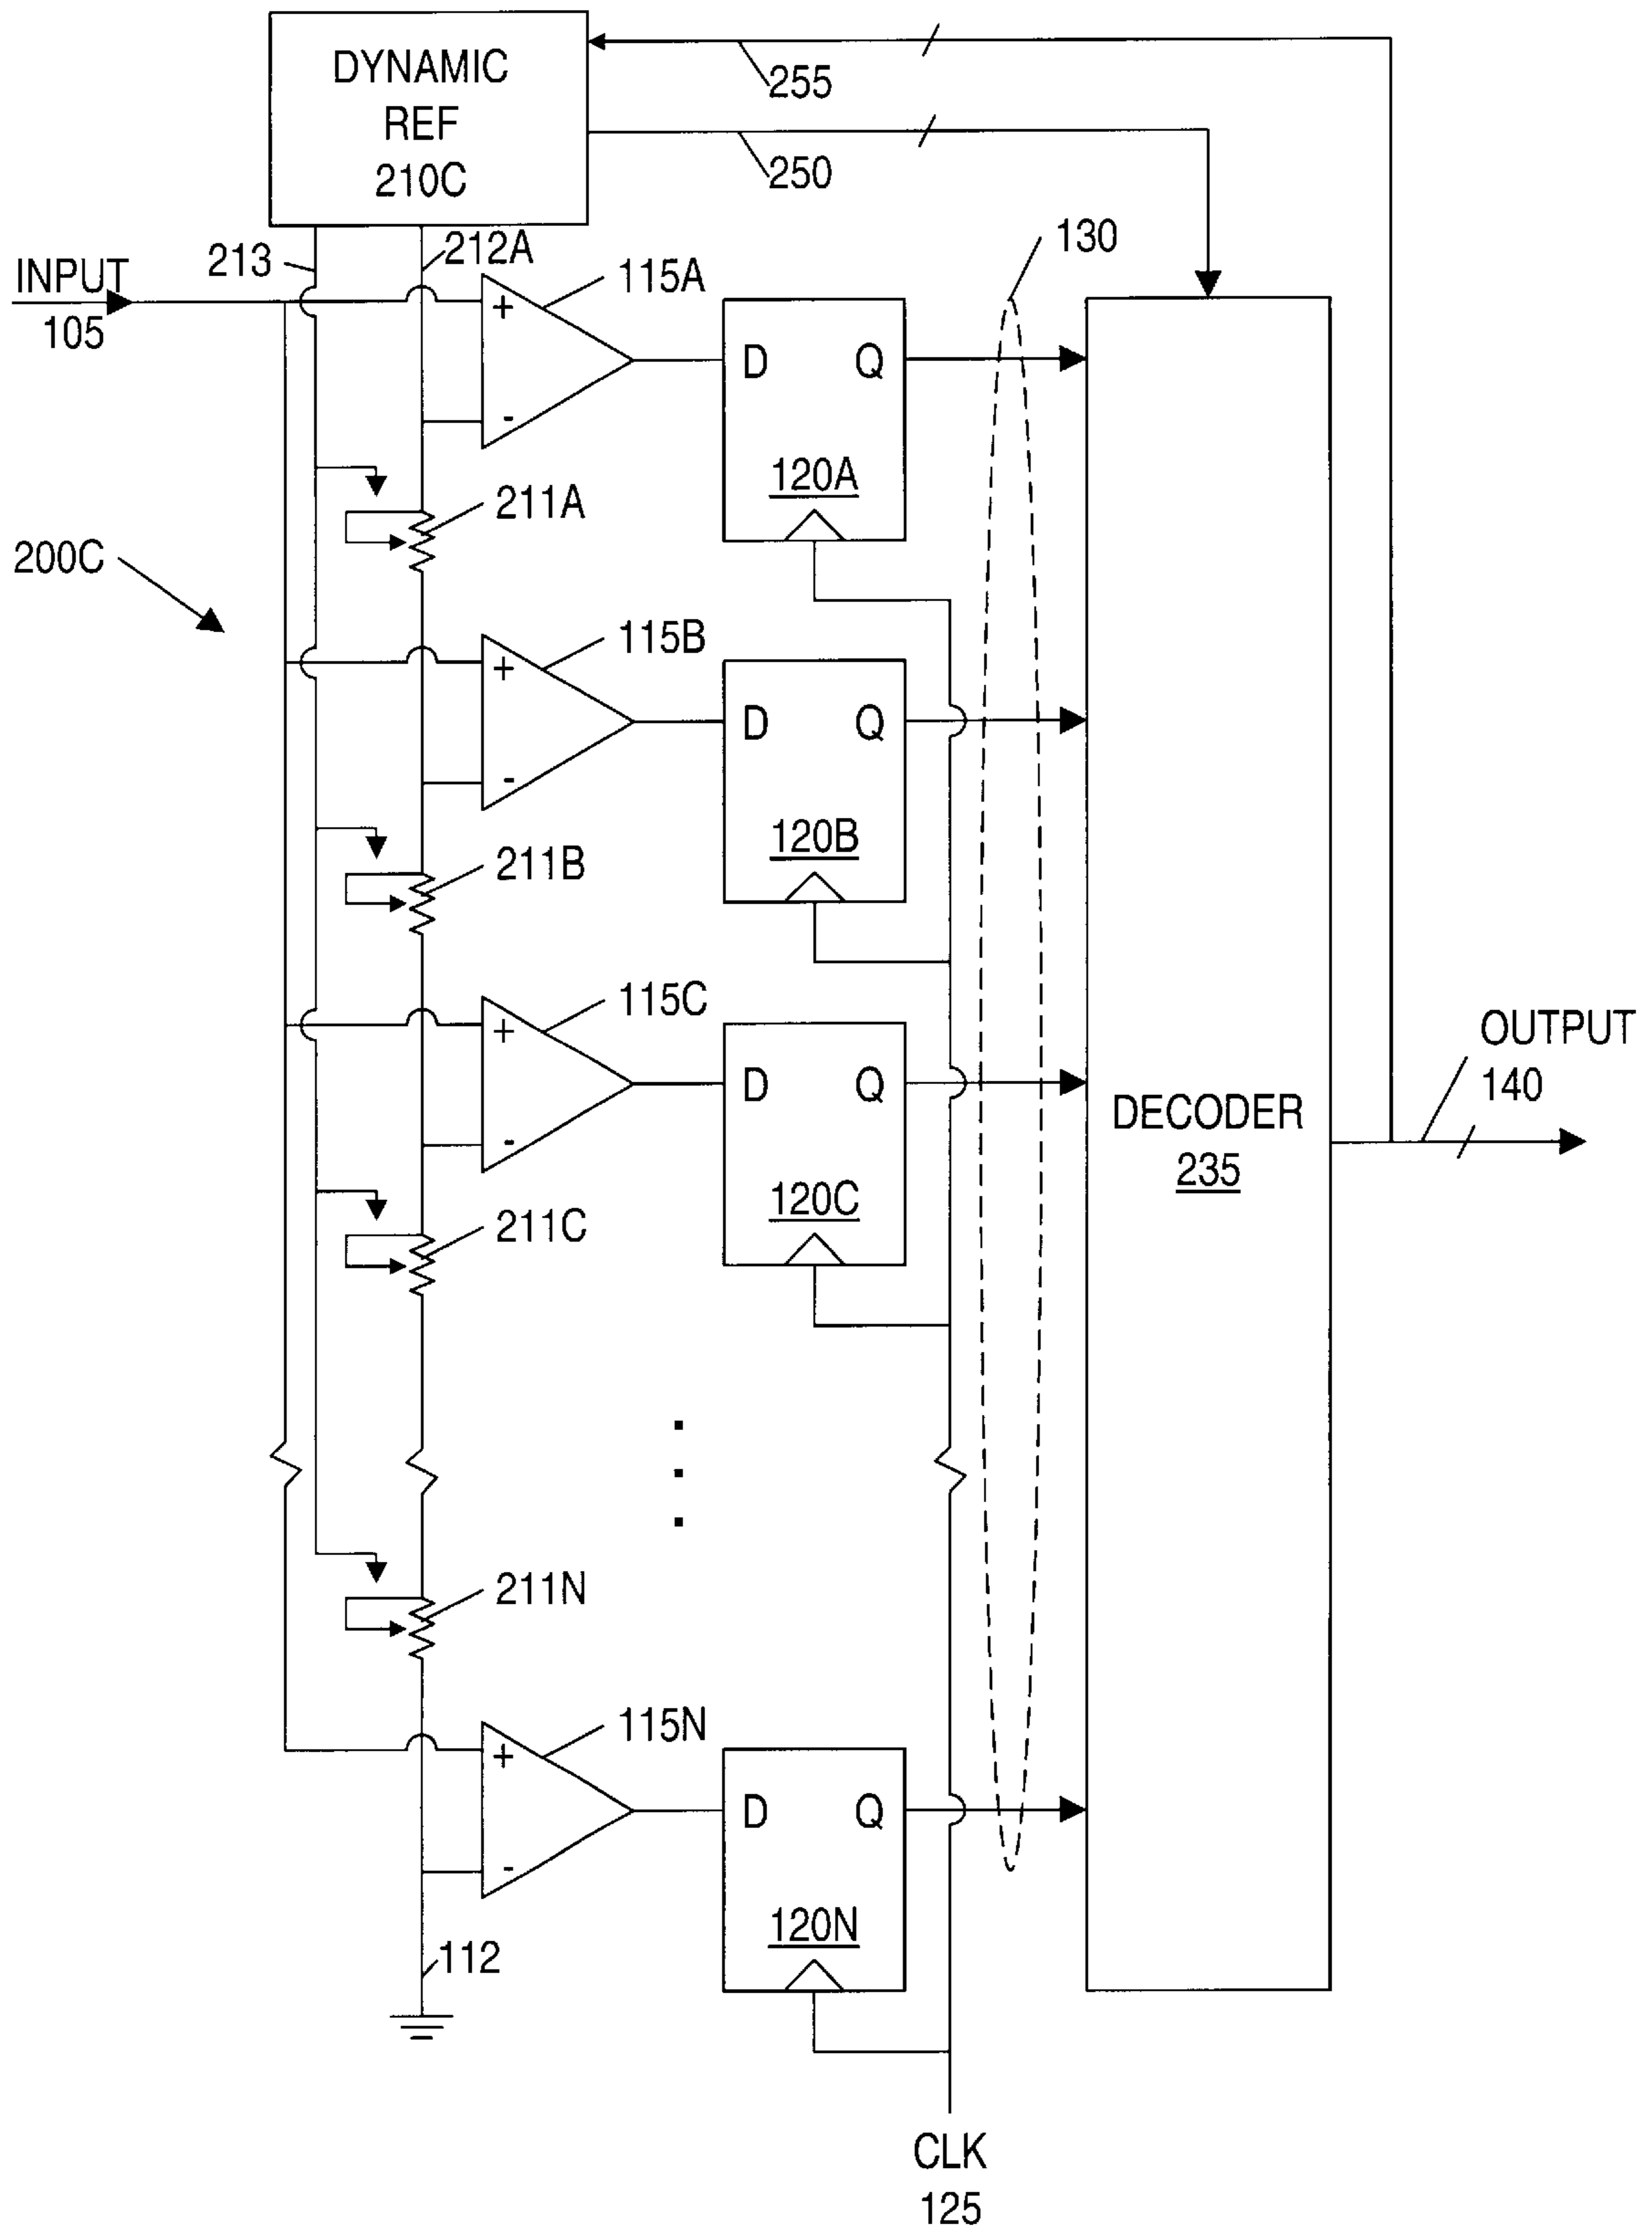 DYNAMIC
REF
210C
255
250
130
213
212A
INPUT
105
115A
+
-
D Q
120A
211A
200C
115B
+
-
D Q
120B
211B
115C
+
-
D Q
120C
211C
OUTPUT
140
DECODER
235
211N
115N
+
-
D Q
120N
112
CLK
125